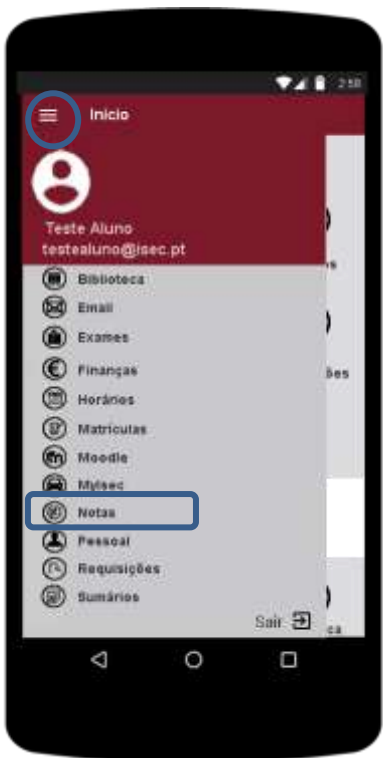 2:58
Inicio
Teste Aluno
testealuno@isec.pt
Biblioteca
Email
Exames
Finanças
Horários
Matriculas
Moodle
MyIsec
Notas
Pessoal
Requisições
Sumários
Sair